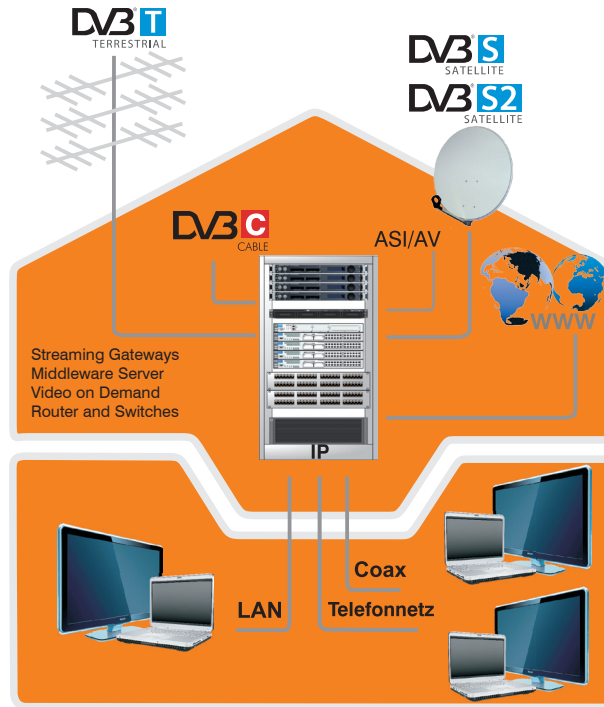 DVB T
TERRESTRIAL
DVB S
SATELLITE
DVB S2
SATELLITE
DVB C
CABLE
ASI/AV
WWW
Streaming Gateways
Middleware Server
Video on Demand
Router and Switches
IP
Coax
LAN
Telefonnetz